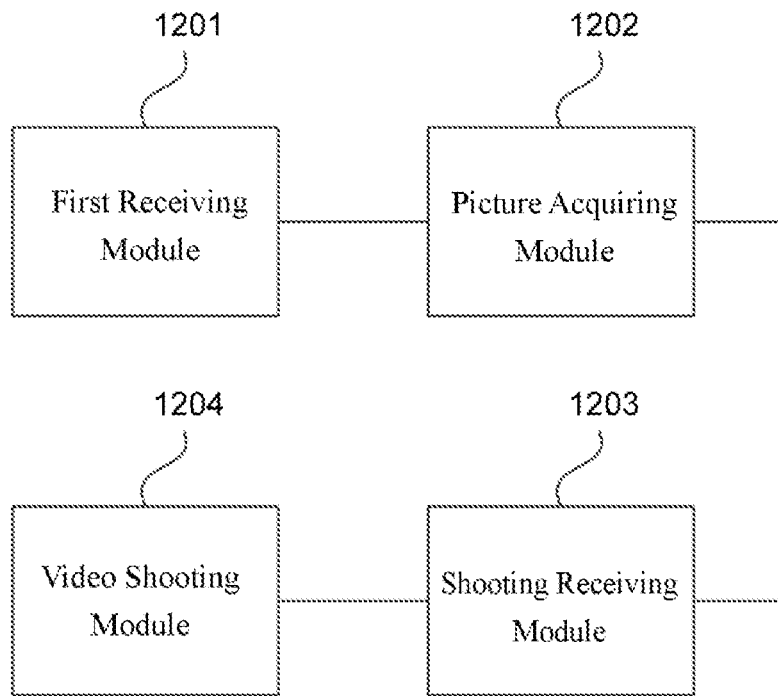 1201
1202
First Receiving
Module
Picture Acquiring
Module
1204
1203
Video Shooting
Module
Shooting Receiving
Module